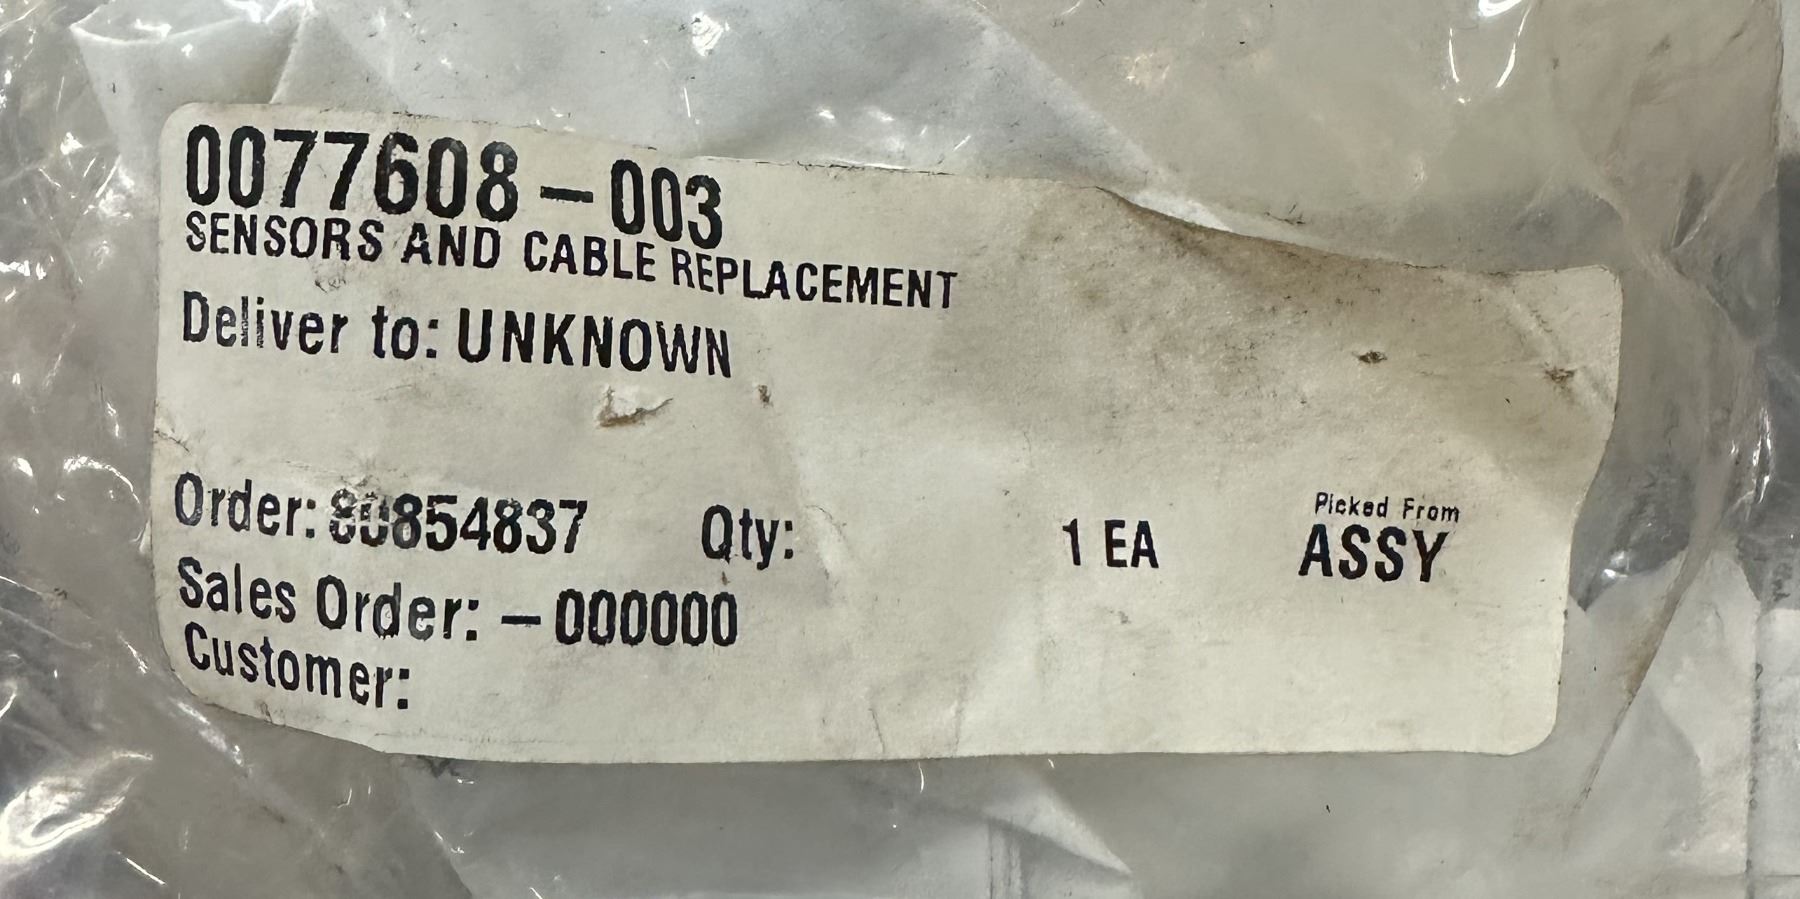 0077608-003
SENSORS AND CABLE REPLACEMENT
Deliver to: UNKNOWN
Order: 80854837 Qty: 1 EA Picked From
ASSY
Sales Order: -000000
Customer: